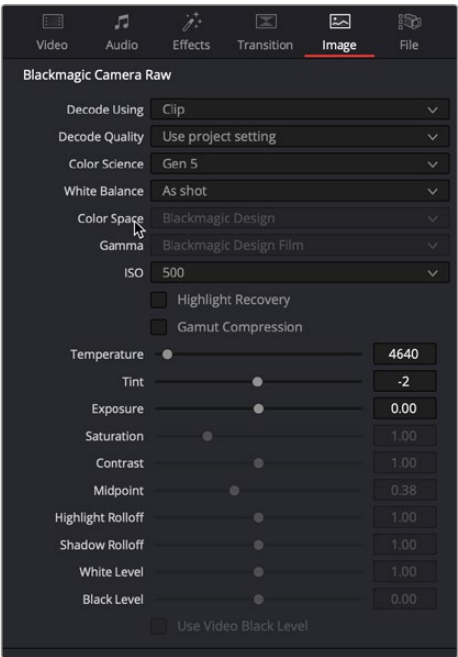 Video Audio Effects Transition Image File
Blackmagic Camera Raw
Decode Using Clip
Decode Quality Use project setting
Color Science Gen 5
White Balance As shot
Color Space Blackmagic Design
Gamma Blackmagic Design Film
ISO 500
Highlight Recovery
Gamut Compression
Temperature 4640
Tint -2
Exposure 0.00
Saturation 1.00
Contrast 1.00
Midpoint 0.38
Highlight Rolloff 1.00
Shadow Rolloff 1.00
White Level 1.00
Black Level 0.00
Use Video Black Level